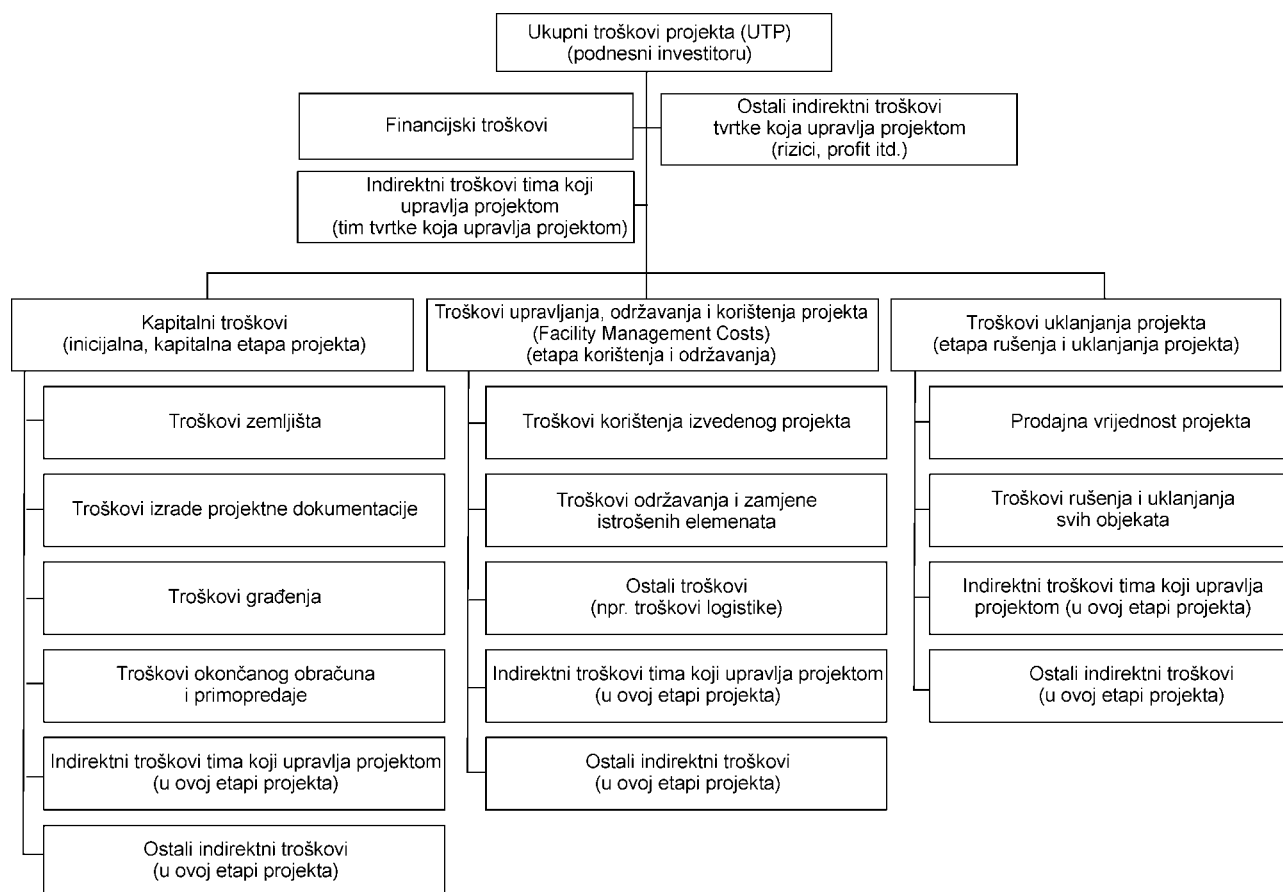 Ukupni troškovi projekta (UTP)
(podnesni investitoru)
Financijski troškovi
Ostali indirektni troškovi
tvrtke koja upravlja projektom
(rizici, profit itd.)
Indirektni troškovi tima koji
upravlja projektom
(tim tvrtke koja upravlja projektom)
Kapitalni troškovi
(inicijalna, kapitalna etapa projekta)
Troškovi zemljišta
Troškovi izrade projektne dokumentacije
Troškovi građenja
Troškovi okončanog obračuna
i primopredaje
Indirektni troškovi tima koji upravlja projektom
(u ovoj etapi projekta)
Ostali indirektni troškovi
(u ovoj etapi projekta)
Troškovi upravljanja, održavanja i korištenja projekta
(Facility Management Costs)
(etapa korištenja i održavanja)
Troškovi korištenja izvedenog projekta
Troškovi održavanja i zamjene
istrošenih elemenata
Ostali troškovi
(npr. troškovi logistike)
Indirektni troškovi tima koji upravlja projektom
(u ovoj etapi projekta)
Ostali indirektni troškovi
(u ovoj etapi projekta)
Troškovi uklanjanja projekta
(etapa rušenja i uklanjanja projekta)
Prodajna vrijednost projekta
Troškovi rušenja i uklanjanja
svih objekata
Indirektni troškovi tima koji upravlja
projektom (u ovoj etapi projekta)
Ostali indirektni troškovi
(u ovoj etapi projekta)